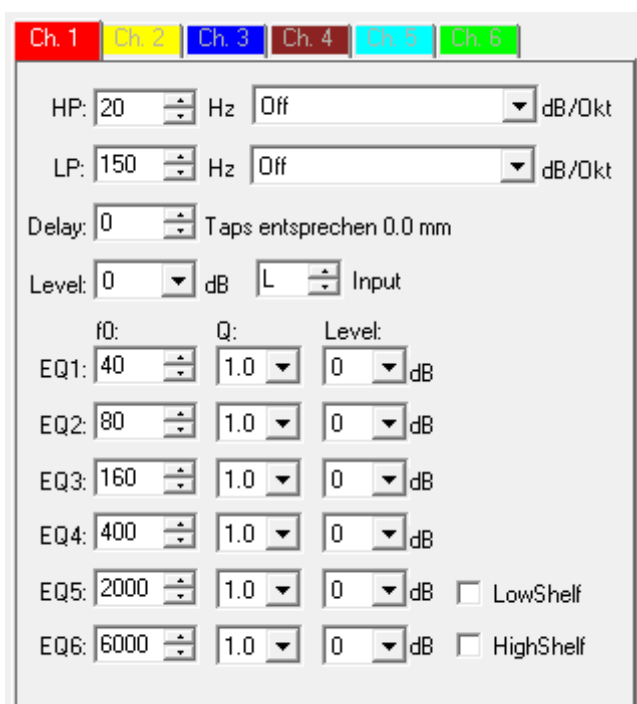 Ch. 1 Ch. 2 Ch. 3 Ch. 4 Ch. 5 Ch. 6
HP: 20 Hz Off dB/Okt
LP: 150 Hz Off dB/Okt
Delay: 0 Taps entsprechen 0.0 mm
Level: 0 dB L Input
f0: Q: Level:
EQ1: 40 1.0 0 dB
EQ2: 80 1.0 0 dB
EQ3: 160 1.0 0 dB
EQ4: 400 1.0 0 dB
EQ5: 2000 1.0 0 dB LowShelf
EQ6: 6000 1.0 0 dB HighShelf